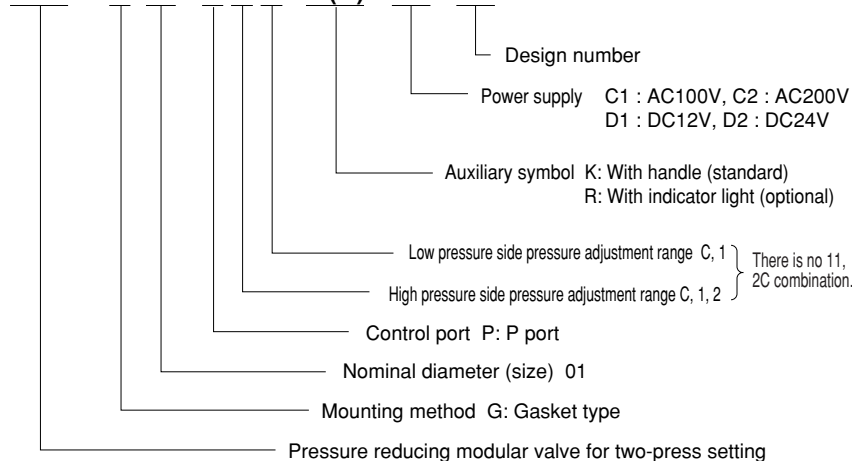 Design number
Power supply C1 : AC100V, C2 : AC200V
D1 : DC12V, D2 : DC24V
Auxiliary symbol K: With handle (standard)
R: With indicator light (optional)
Low pressure side pressure adjustment range C, 1
High pressure side pressure adjustment range C, 1, 2
There is no 11,
2C combination.
Control port P: P port
Nominal diameter (size) 01
Mounting method G: Gasket type
Pressure reducing modular valve for two-press setting